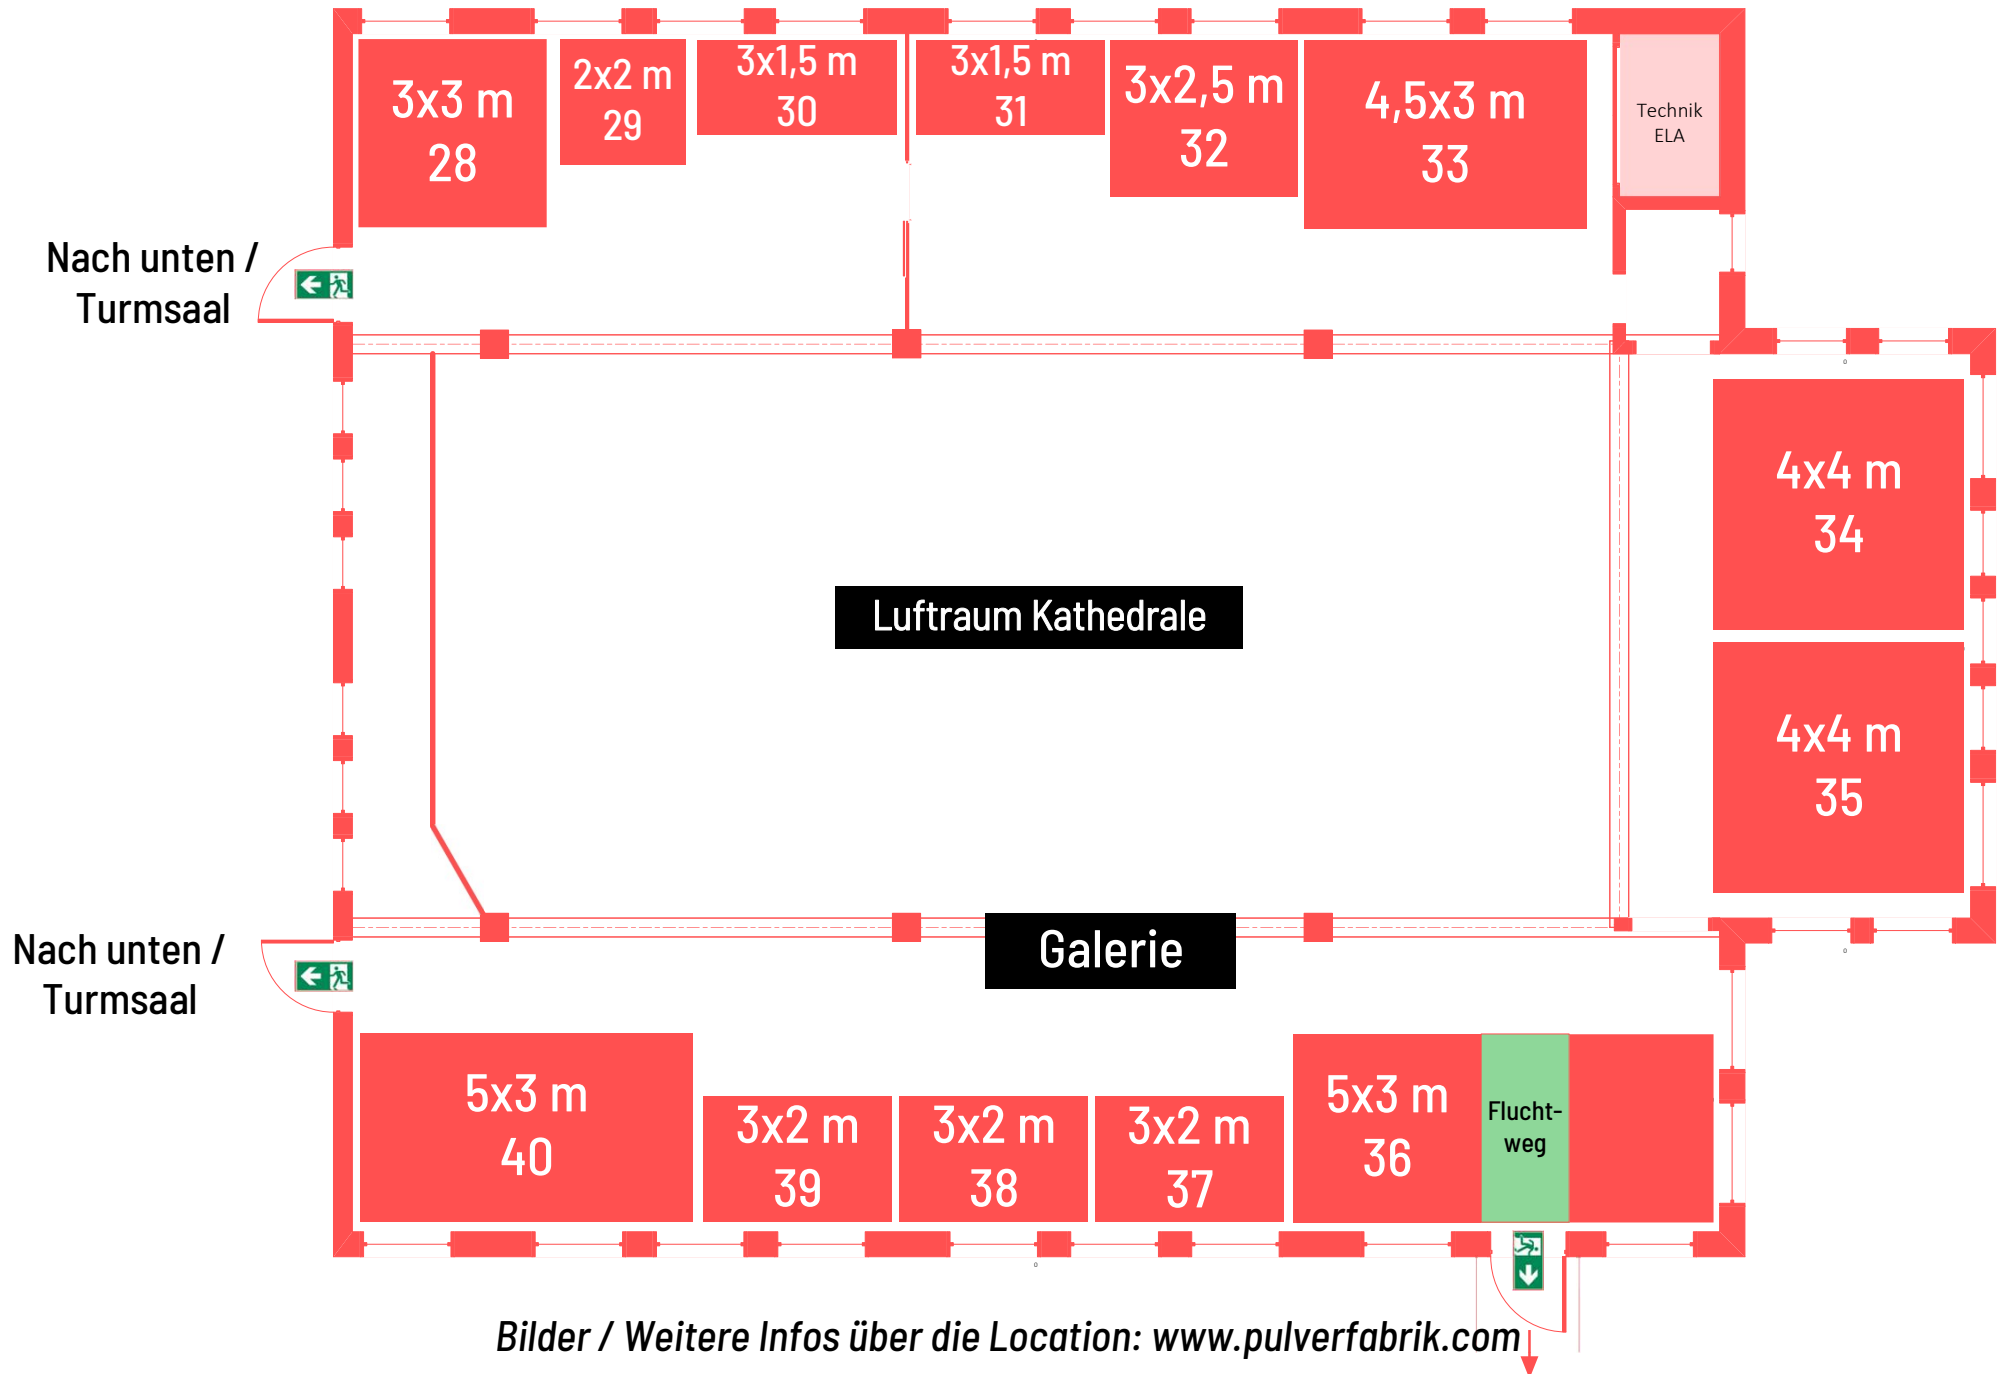 3x3 m
28
2x2 m
29
3x1,5 m
30
3x1,5 m
31
3x2,5 m
32
4,5x3 m
33
Technik
ELA
Nach unten /
Turmsaal
4x4 m
34
Luftraum Kathedrale
4x4 m
35
Galerie
Nach unten /
Turmsaal
5x3 m
40
3x2 m
39
3x2 m
38
3x2 m
37
5x3 m
36
Flucht-
weg
Bilder / Weitere Infos über die Location: www.pulverfabrik.com